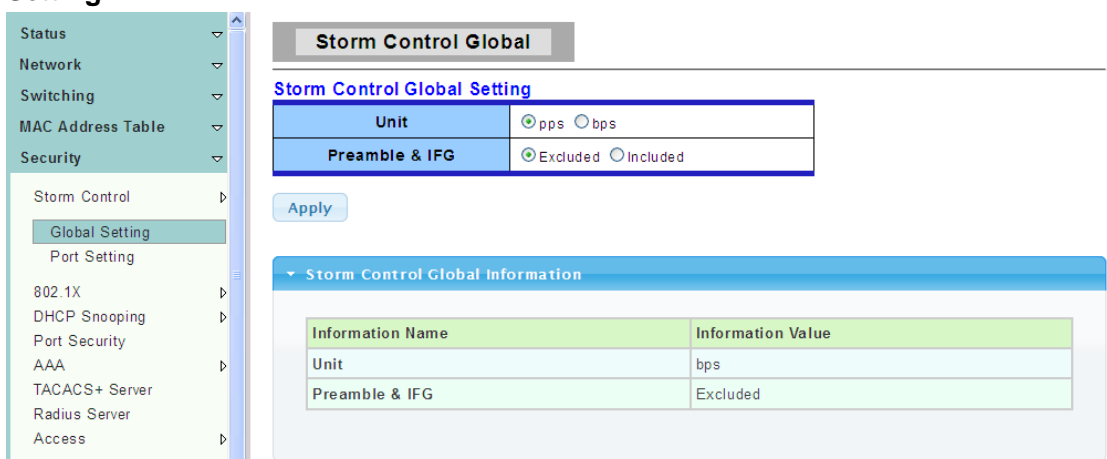 Status
Network
Switching
MAC Address Table
Security
Storm Control
Global Setting
Port Setting
802.1X
DHCP Snooping
Port Security
AAA
TACACS+ Server
Radius Server
Access
Storm Control Global
Storm Control Global Setting
Unit pps bps
Preamble & IFG Excluded Included
Apply
Storm Control Global Information
Information Name Information Value
Unit bps
Preamble & IFG Excluded